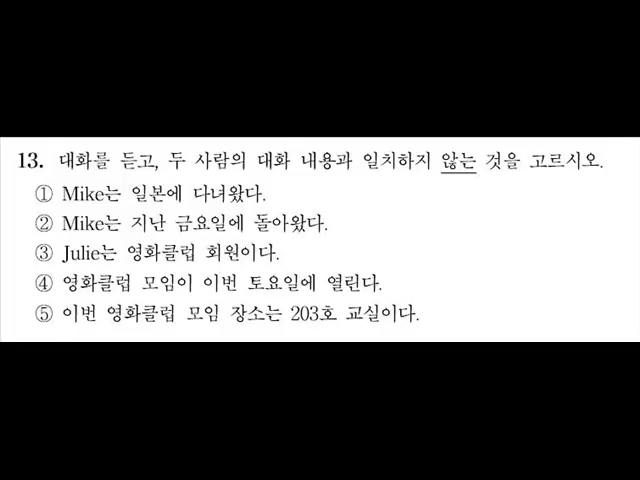 13. 대화를 듣고, 두 사람의 대화 내용과 일치하지 않는 것을 고르시오.
① Mike는 일본에 다녀왔다.
② Mike는 지난 금요일에 돌아왔다.
③ Julie는 영화클럽 회원이다.
④ 영화클럽 모임이 이번 토요일에 열린다.
⑤ 이번 영화클럽 모임 장소는 203호 교실이다.